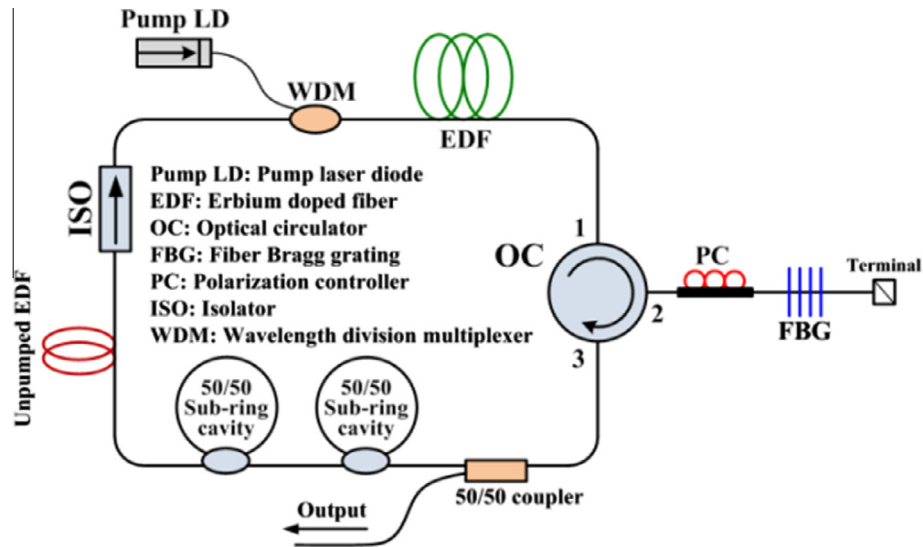 Pump LD
WDM
EDF
ISO
Pump LD: Pump laser diode
EDF: Erbium doped fiber
OC: Optical circulator
FBG: Fiber Bragg grating
PC: Polarization controller
ISO: Isolator
WDM: Wavelength division multiplexer
1
OC
2
3
PC
FBG
Terminal
Unpumped EDF
50/50
Sub-ring
cavity
50/50
Sub-ring
cavity
50/50 coupler
Output